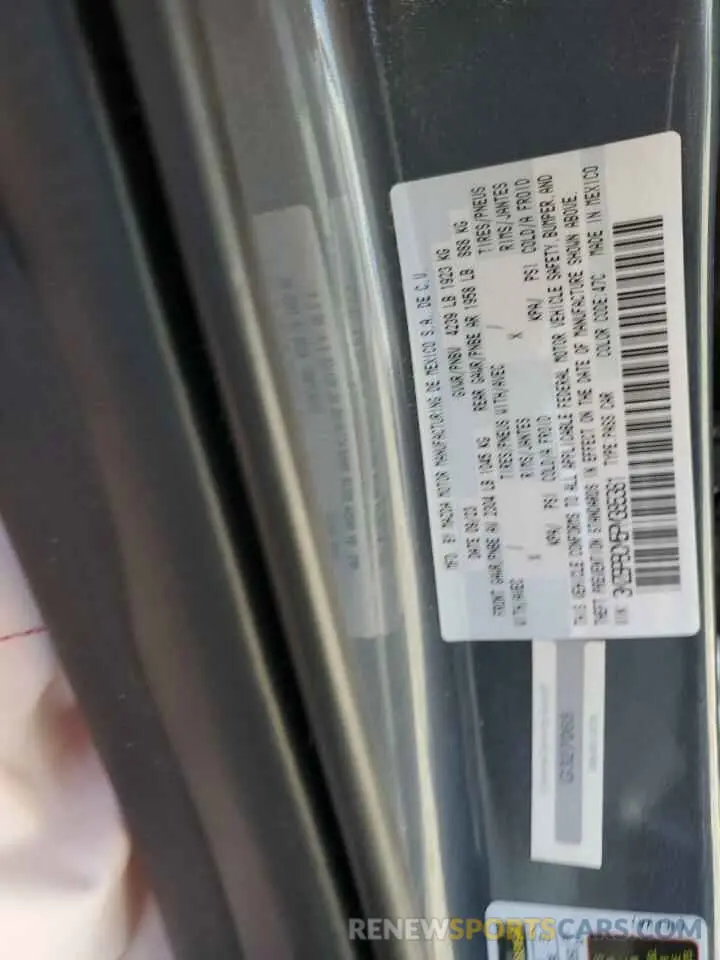 MFD. BY MAZDA MOTOR MANUFACTURING DE MEXICO S.A. DE C.V.
DATE 09/23 GVWR/PNBV 4239 LB 1923 KG
FRONT GAWR/PNBE AV 2304 LB 1045 KG REAR GAWR/PNBE AR 1958 LB 888 KG
WITH/AVEC TIRES/PNEUS WITH/AVEC TIRES/PNEUS
RIMS/JANTES X / RIMS/JANTES
KPA/ PSI COLD/A FROID KPA/ PSI COLD/A FROID
THIS VEHICLE CONFORMS TO ALL APPLICABLE FEDERAL MOTOR VEHICLE SAFETY, BUMPER, AND
THEFT PREVENTION STANDARDS IN EFFECT ON THE DATE OF MANUFACTURE SHOWN ABOVE.
VIN: TYPE:PASS CAR COLOR CODE:47C MADE IN MEXICO
RENEWSPORTSCARS.COM